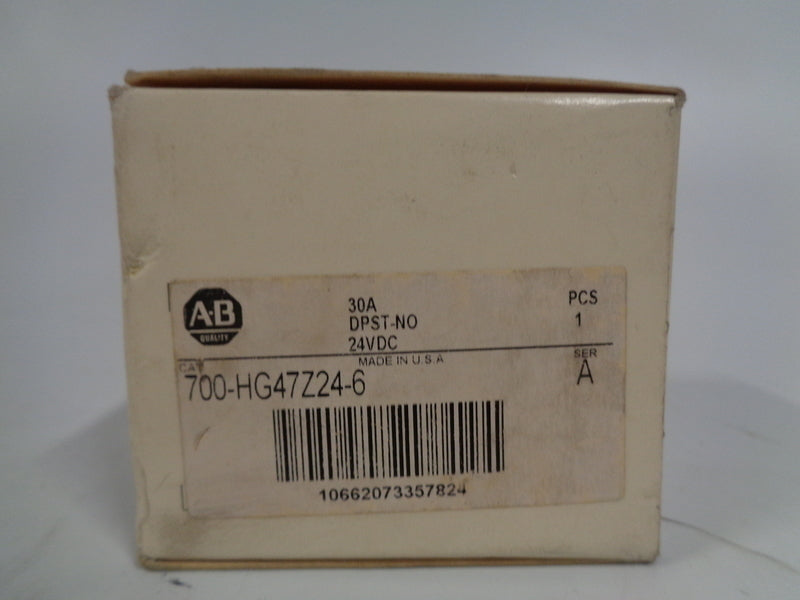 A-B
QUALITY
30A
DPST-NO
24VDC
PCS
1
MADE IN U.S.A
CAT
SER
700-HG47Z24-6
A
10662073357824